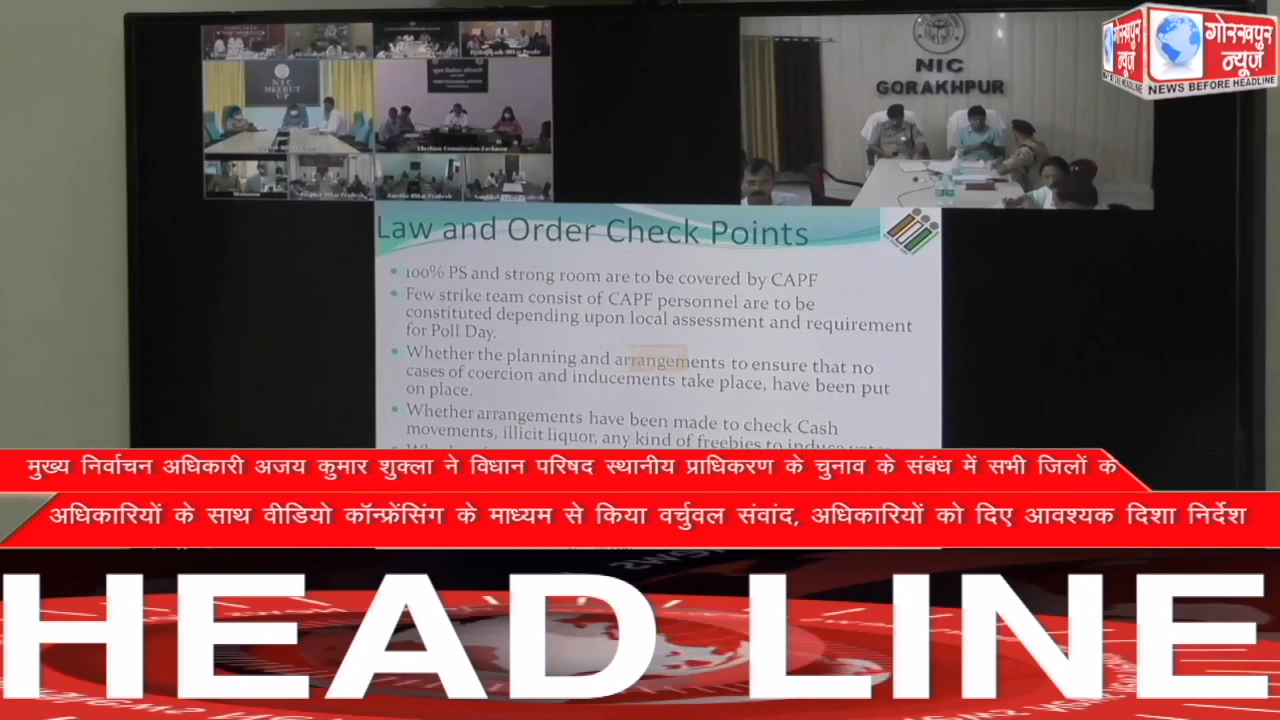 गोरखपुर
न्यूज
गोरखपुर
न्यूज
NEWS BEFORE HEADLINE
NIC
MEERUT
UP
Election Commission Lucknow
NIC
GORAKHPUR
Law and Order Check Points
100% PS and strong room are to be covered by CAPF
Few strike team consist of CAPF personnel are to be
constituted depending upon local assessment and requirement
for Poll Day.
Whether the planning and arrangements to ensure that no
cases of coercion and inducements take place, have been put
on place.
Whether arrangements have been made to check Cash
movements, illicit liquor, any kind of freebies to induce
मुख्य निर्वाचन अधिकारी अजय कुमार शुक्ला ने विधान परिषद स्थानीय प्राधिकरण के चुनाव के संबंध में सभी जिलों के
अधिकारियों के साथ वीडियो कॉन्फ्रेंसिंग के माध्यम से किया वर्चुवल संवांद, अधिकारियों को दिए आवश्यक दिशा निर्देश
HEAD LINE